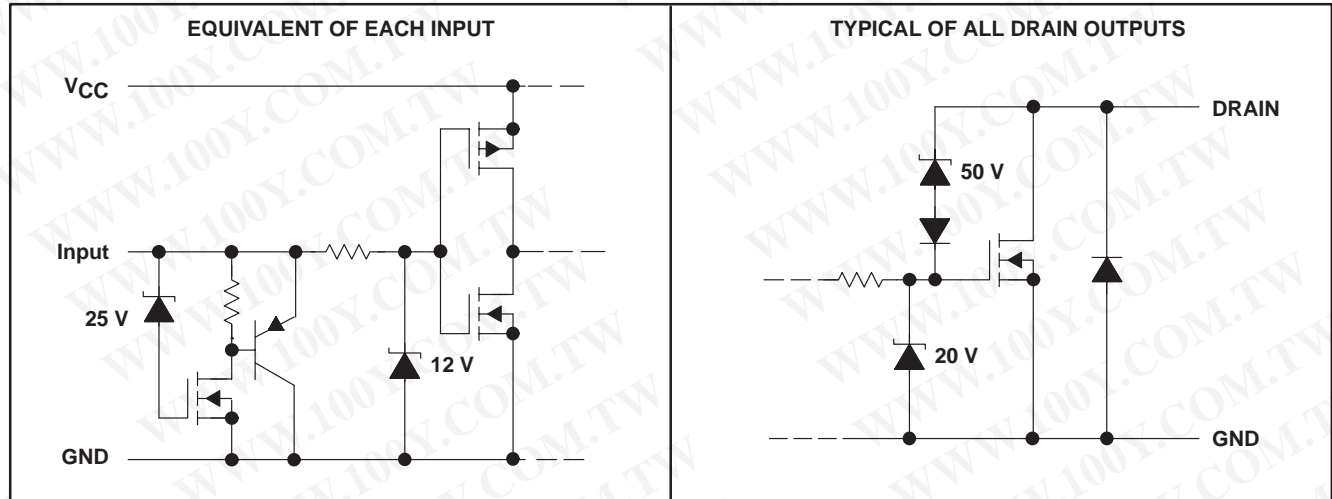 EQUIVALENT OF EACH INPUT
VCC
Input
25 V
12 V
GND
TYPICAL OF ALL DRAIN OUTPUTS
DRAIN
50 V
20 V
GND
WWW.100Y.COM.TW